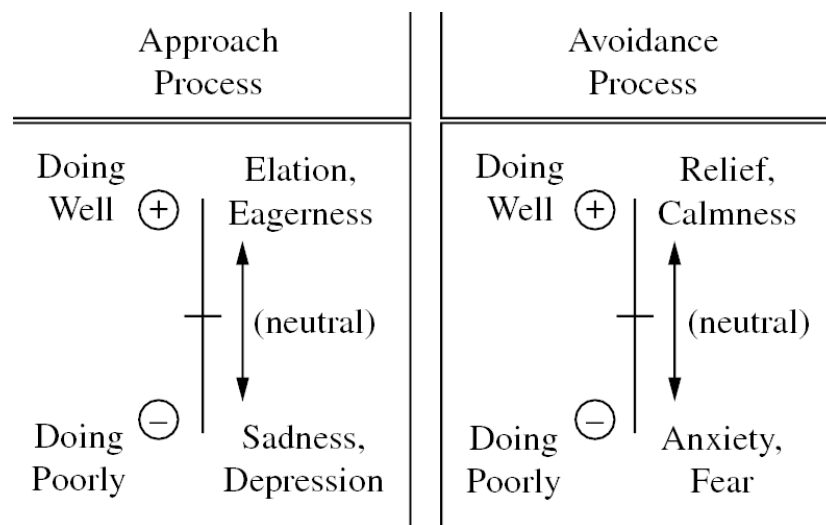 Approach
Process
Doing
Well
+
Elation,
Eagerness
(neutral)
−
Doing
Poorly
Sadness,
Depression
Avoidance
Process
Doing
Well
+
Relief,
Calmness
(neutral)
−
Doing
Poorly
Anxiety,
Fear